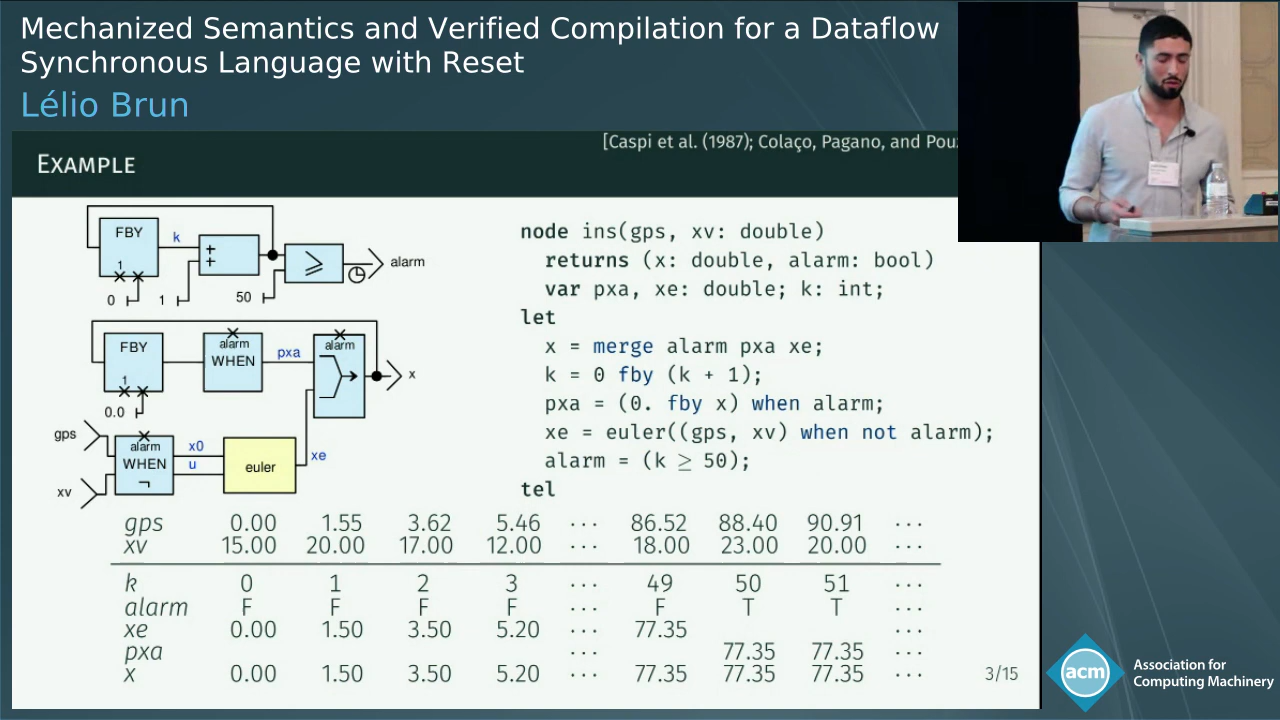 Mechanized Semantics and Verified Compilation for a Dataflow
Synchronous Language with Reset
Lélio Brun
[Caspi et al. (1987); Colaço, Pagano, and
EXAMPLE
FBY
k
1
+
+
≥
alarm
0
1
50
FBY
alarm
WHEN
pxa
alarm
x
1
0.0
gps
xv
alarm
WHEN
¬
x0
u
euler
xe
node ins(gps, xv: double)
returns (x: double, alarm: bool)
var pxa, xe: double; k: int;
let
x = merge alarm pxa xe;
k = 0 fby (k + 1);
pxa = (0. fby x) when alarm;
xe = euler((gps, xv) when not alarm);
alarm = (k ≥ 50);
tel
gps 0.00 1.55 3.62 5.46 ··· 86.52 88.40 90.91 ···
xv 15.00 20.00 17.00 12.00 ··· 18.00 23.00 20.00 ···
k 0 1 2 3 ··· 49 50 51 ···
alarm F F F F ··· F T T ···
xe 0.00 1.50 3.50 5.20 ··· 77.35 ···
pxa ··· 77.35 77.35 ···
x 0.00 1.50 3.50 5.20 ··· 77.35 77.35 77.35 ···
3/15
acm
Association for
Computing Machinery